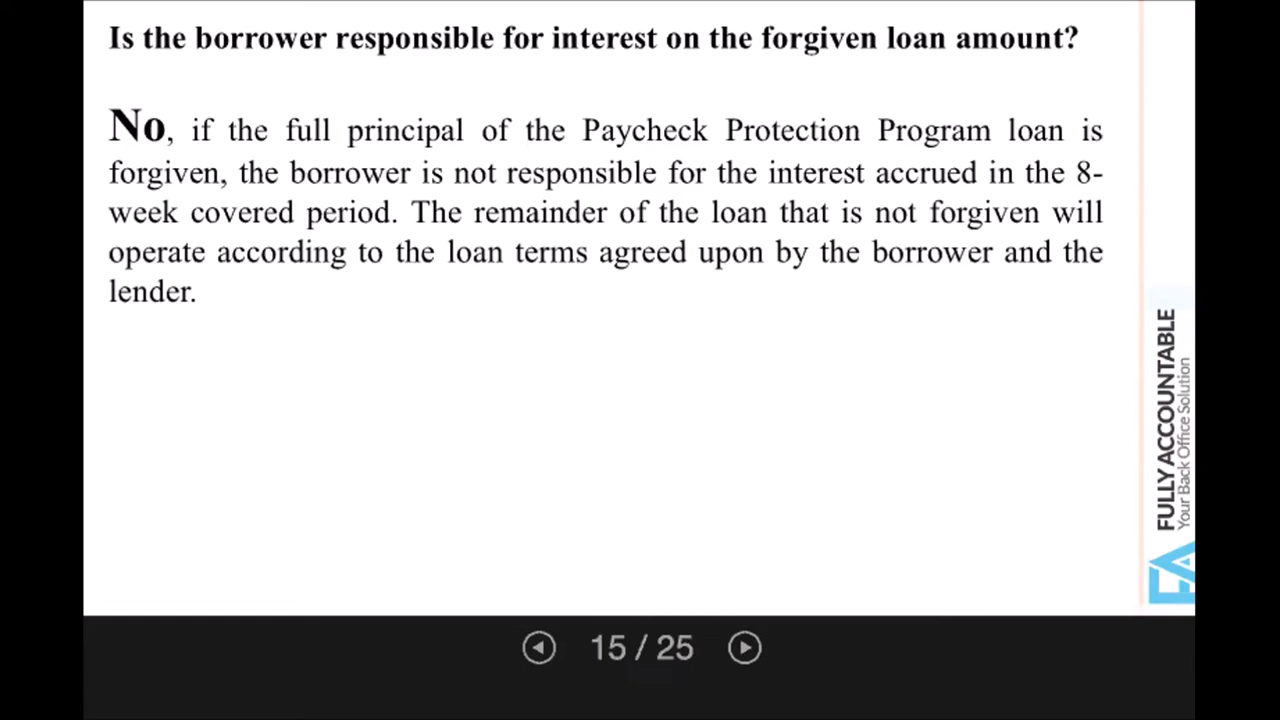 Is the borrower responsible for interest on the forgiven loan amount?
No, if the full principal of the Paycheck Protection Program loan is
forgiven, the borrower is not responsible for the interest accrued in the 8-
week covered period. The remainder of the loan that is not forgiven will
operate according to the loan terms agreed upon by the borrower and the
lender.
FULLY ACCOUNTABLE
Your Back Office Solution
FA
15 / 25